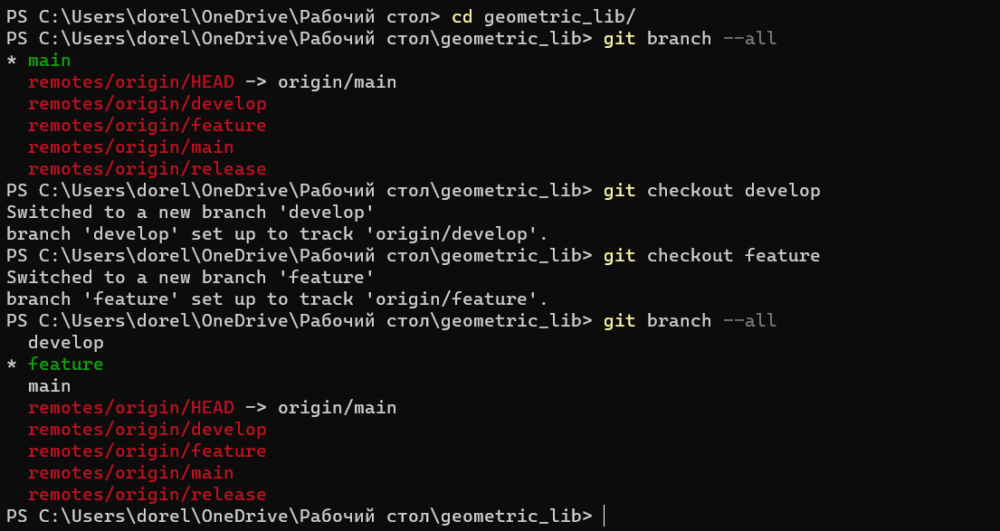 PS C:\Users\dorel\OneDrive\Рабочий стол> cd geometric_lib/
PS C:\Users\dorel\OneDrive\Рабочий стол\geometric_lib> git branch --all
* main
  remotes/origin/HEAD -> origin/main
  remotes/origin/develop
  remotes/origin/feature
  remotes/origin/main
  remotes/origin/release
PS C:\Users\dorel\OneDrive\Рабочий стол\geometric_lib> git checkout develop
Switched to a new branch 'develop'
branch 'develop' set up to track 'origin/develop'.
PS C:\Users\dorel\OneDrive\Рабочий стол\geometric_lib> git checkout feature
Switched to a new branch 'feature'
branch 'feature' set up to track 'origin/feature'.
PS C:\Users\dorel\OneDrive\Рабочий стол\geometric_lib> git branch --all
  develop
* feature
  main
  remotes/origin/HEAD -> origin/main
  remotes/origin/develop
  remotes/origin/feature
  remotes/origin/main
  remotes/origin/release
PS C:\Users\dorel\OneDrive\Рабочий стол\geometric_lib>